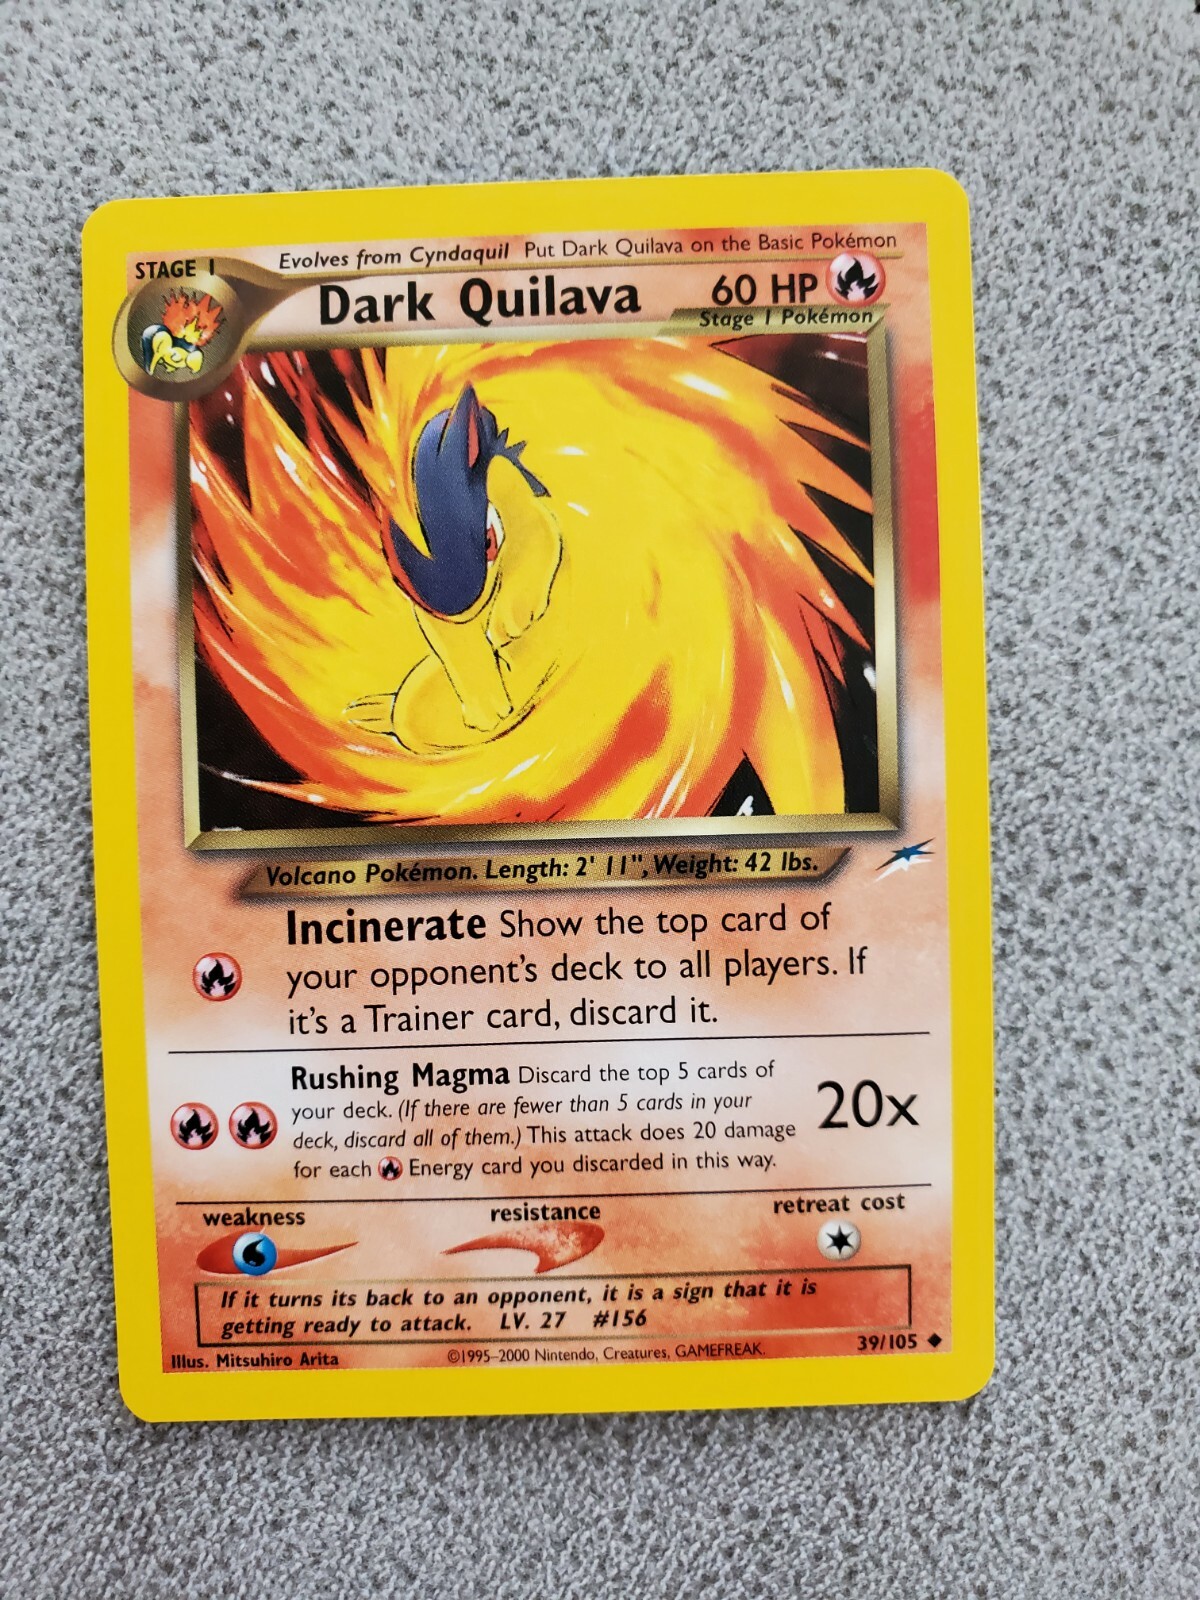 Evolves from Cyndaquil Put Dark Quilava on the Basic Pokémon
STAGE 1
Dark Quilava 60 HP
Stage 1 Pokémon
Volcano Pokémon. Length: 2' 11", Weight: 42 lbs.
Incinerate Show the top card of
your opponent's deck to all players. If
it's a Trainer card, discard it.
Rushing Magma Discard the top 5 cards of
your deck. (If there are fewer than 5 cards in your
deck, discard all of them.) This attack does 20 damage
for each Energy card you discarded in this way.
20x
weakness resistance retreat cost
If it turns its back to an opponent, it is a sign that it is
getting ready to attack. LV. 27 #156
Illus. Mitsuhiro Arita ©1995–2000 Nintendo, Creatures, GAMEFREAK. 39/105